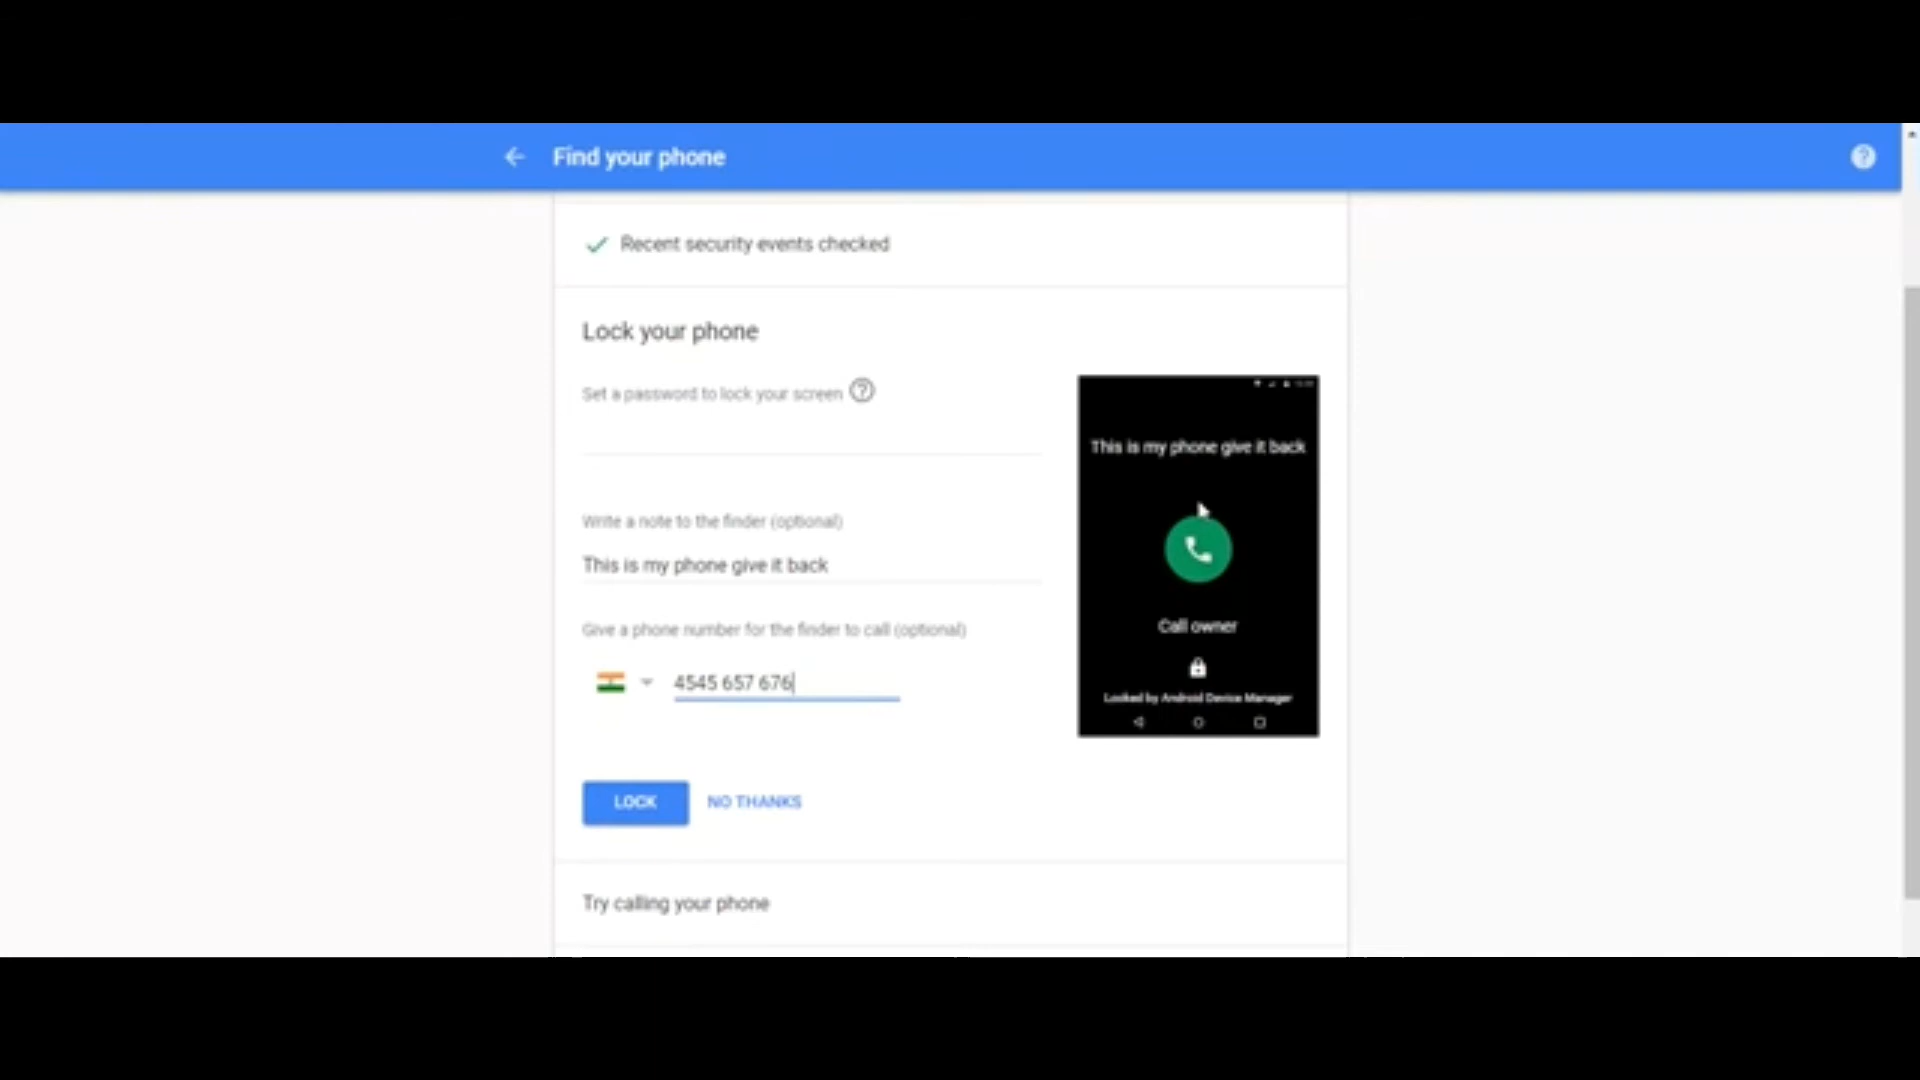 Find your phone
Recent security events checked
Lock your phone
Set a password to lock your screen
This is my phone give it back
Write a note to the finder (optional)
This is my phone give it back
Give a phone number for the finder to call (optional)
4545 657 676
Call owner
Locked by Android Device Manager
LOCK NO THANKS
Try calling your phone